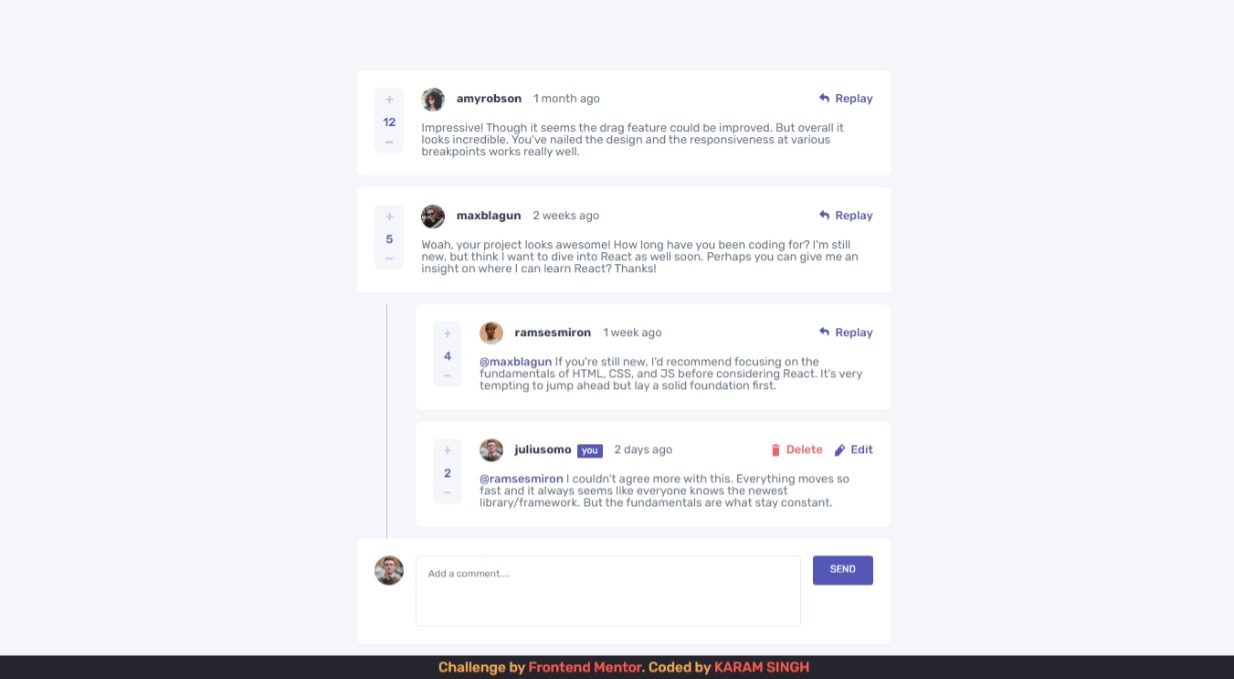 amyrobson 1 month ago Replay
+
12
−
Impressive! Though it seems the drag feature could be improved. But overall it
looks incredible. You've nailed the design and the responsiveness at various
breakpoints works really well.
maxblagun 2 weeks ago Replay
+
5
−
Woah, your project looks awesome! How long have you been coding for? I'm still
new, but think I want to dive into React as well soon. Perhaps you can give me an
insight on where I can learn React? Thanks!
ramsesmiron 1 week ago Replay
+
4
−
@maxblagun If you're still new, I'd recommend focusing on the
fundamentals of HTML, CSS, and JS before considering React. It's very
tempting to jump ahead but lay a solid foundation first.
juliusomo you 2 days ago Delete Edit
+
2
−
@ramsesmiron I couldn't agree more with this. Everything moves so
fast and it always seems like everyone knows the newest
library/framework. But the fundamentals are what stay constant.
Add a comment.... SEND
Challenge by Frontend Mentor. Coded by KARAM SINGH